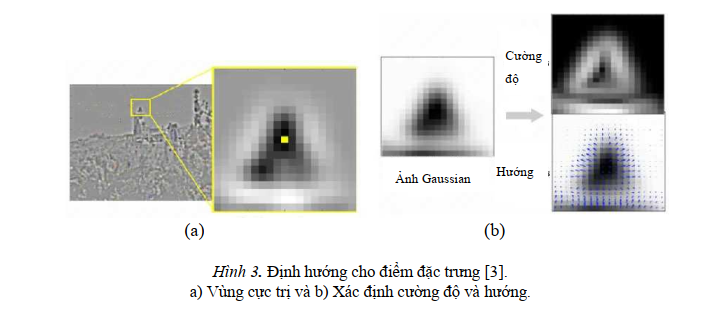 Cường
độ
Ảnh Gaussian
Hướng
(a)
(b)
Hình 3. Định hướng cho điểm đặc trưng [3].
a) Vùng cực trị và b) Xác định cường độ và hướng.